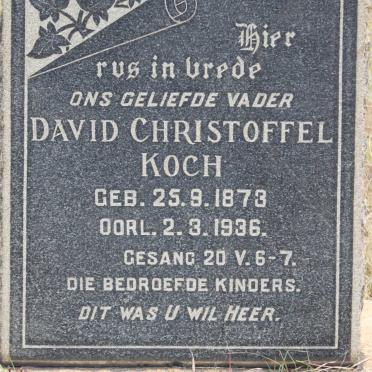 Hier
rus in vrede
ONS GELIEFDE VADER
DAVID CHRISTOFFEL
KOCH
GEB. 25.9.1873
OORL. 2.3.1936.
GESANG 20 V. 6-7.
DIE BEDROEFDE KINDERS.
DIT WAS U WIL HEER.